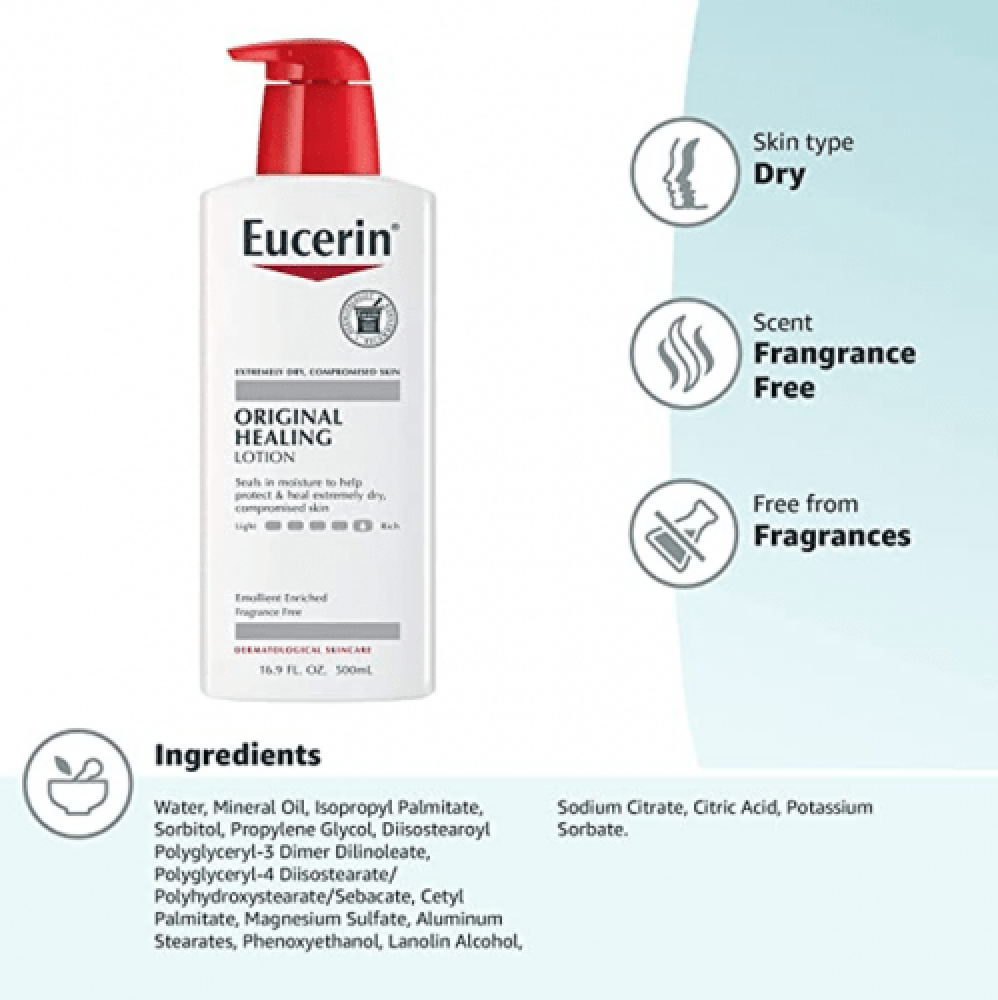 Eucerin®
EXTREMELY DRY, COMPROMISED SKIN
ORIGINAL
HEALING
LOTION
Seals in moisture to help
protect & heal extremely dry,
compromised skin
Light Rich
Emollient Enriched
Fragrance Free
DERMATOLOGICAL SKINCARE
16.9 FL. OZ. 500mL
Skin type
Dry
Scent
Frangrance
Free
Free from
Fragrances
Ingredients
Water, Mineral Oil, Isopropyl Palmitate,
Sorbitol, Propylene Glycol, Diisostearoyl
Polyglyceryl-3 Dimer Dilinoleate,
Polyglyceryl-4 Diisostearate/
Polyhydroxystearate/Sebacate, Cetyl
Palmitate, Magnesium Sulfate, Aluminum
Stearates, Phenoxyethanol, Lanolin Alcohol,
Sodium Citrate, Citric Acid, Potassium
Sorbate.